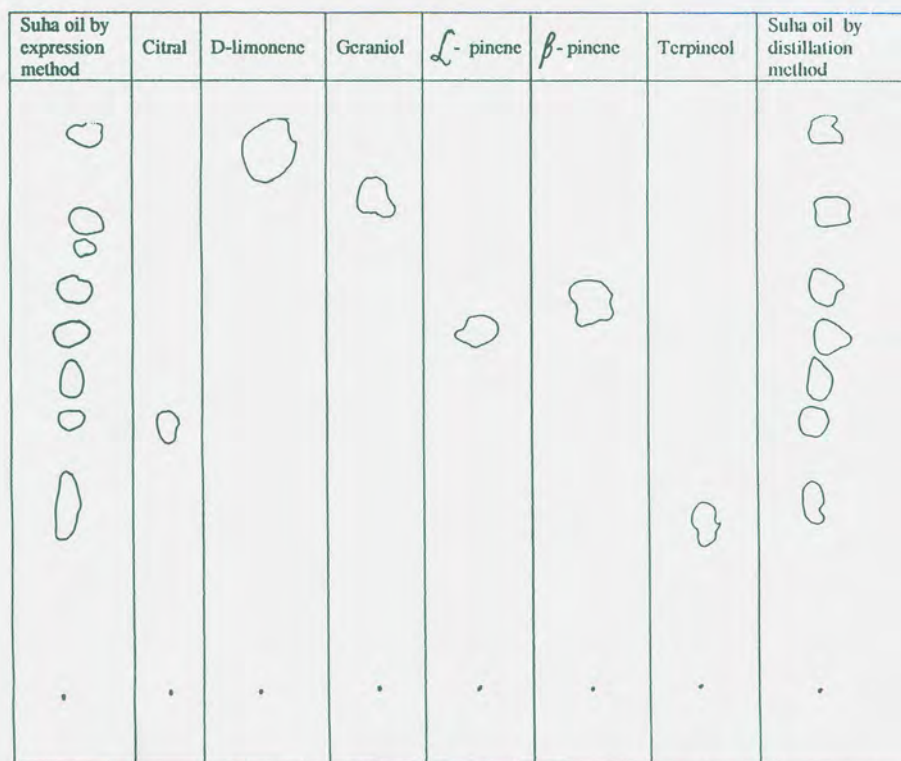 Suha oil by
expression
method
Citral
D-limonene
Geraniol
ℒ- pinene
β-pinene
Terpineol
Suha oil by
distillation
method